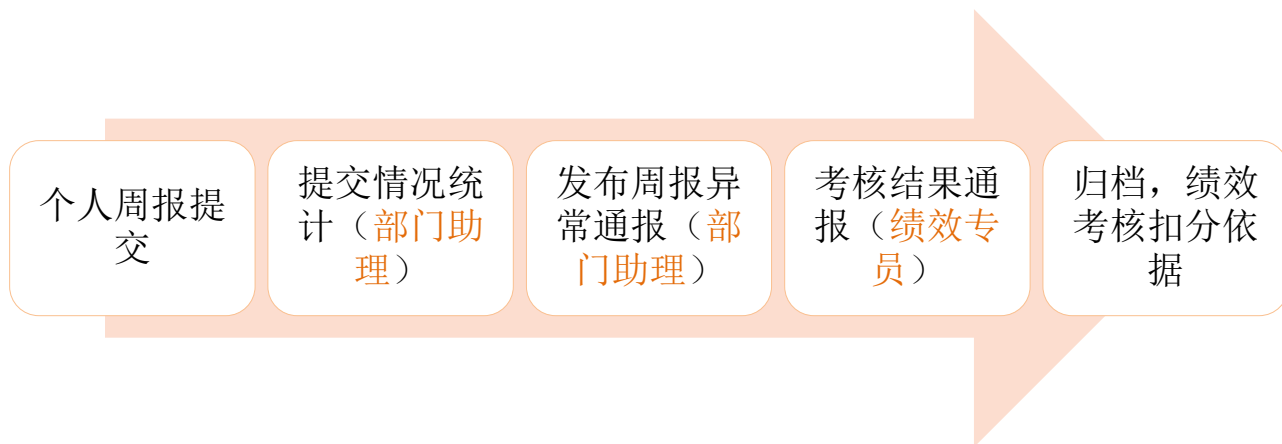 个人周报提
交
提交情况统
计（部门助
理）
发布周报异
常通报（部
门助理）
考核结果通
报（绩效专
员）
归档，绩效
考核扣分依
据